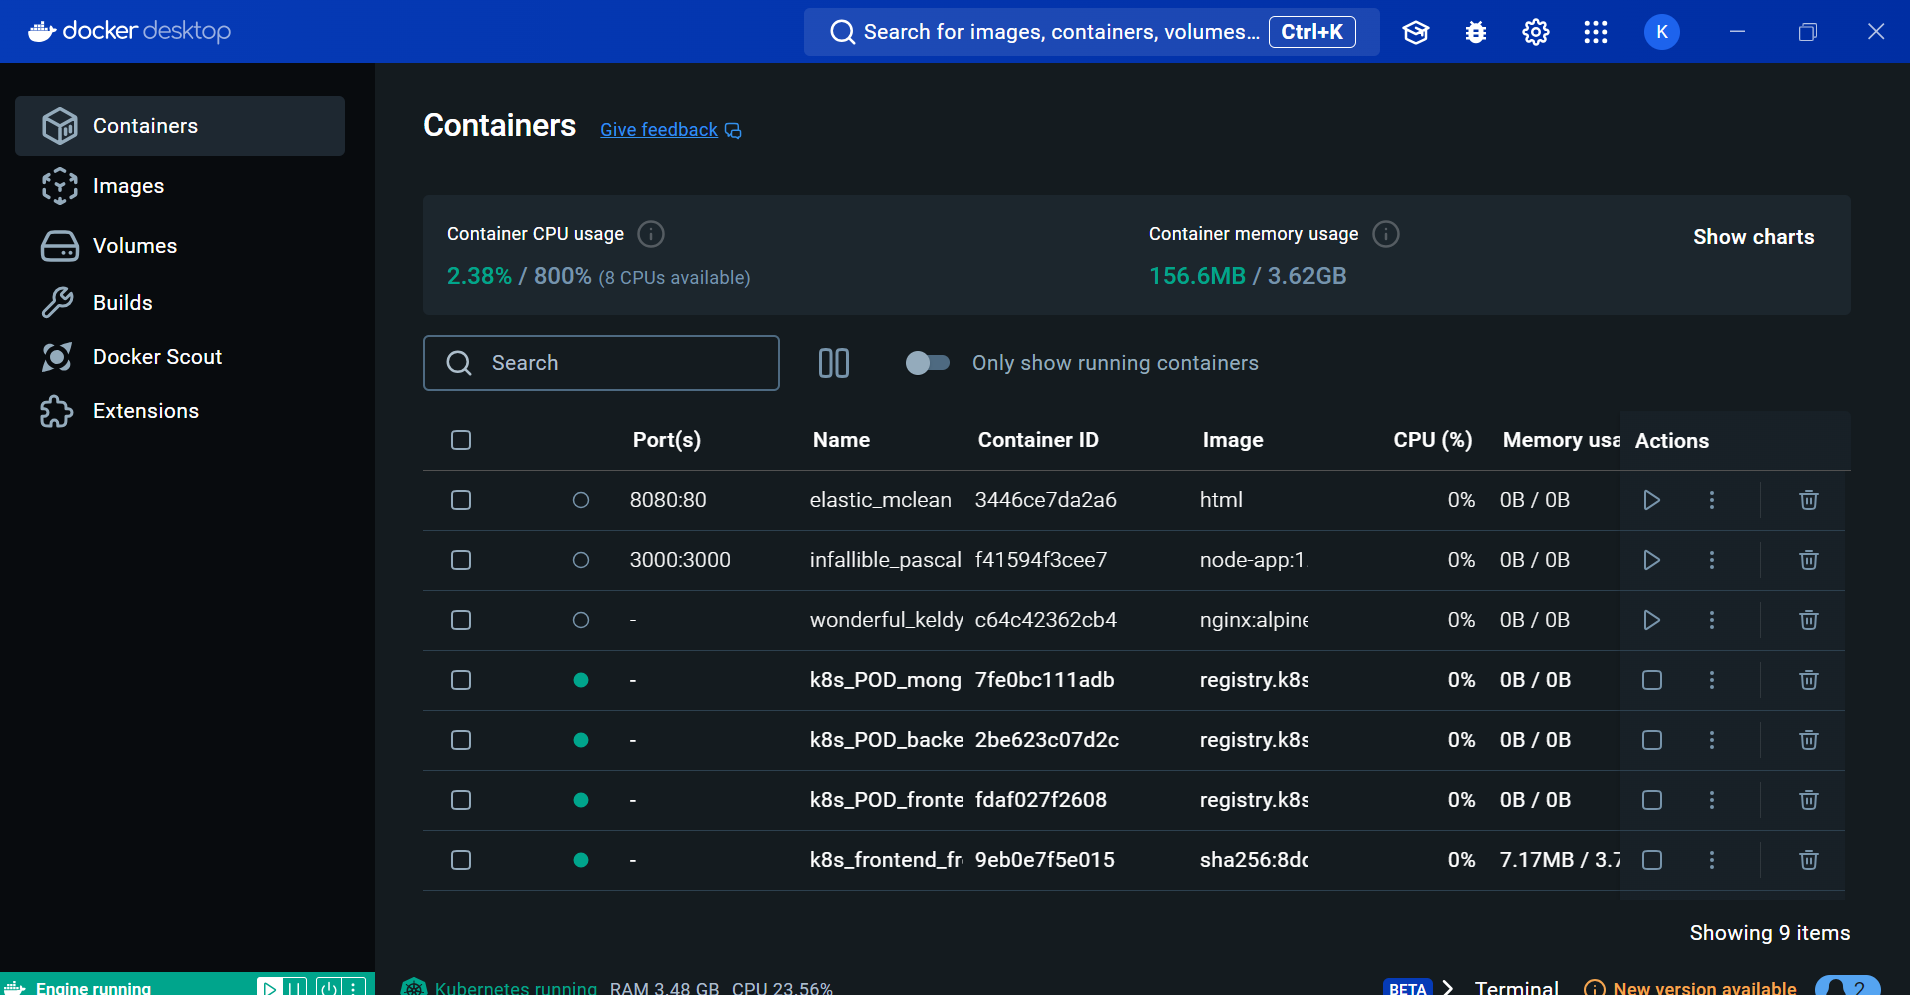 docker desktop
Search for images, containers, volumes... Ctrl+K
K
Containers
Images
Volumes
Builds
Docker Scout
Extensions
Containers Give feedback
Container CPU usage
2.38% / 800% (8 CPUs available)
Container memory usage
156.6MB / 3.62GB
Show charts
Search
Only show running containers
Port(s) Name Container ID Image CPU (%) Memory usa Actions
8080:80 elastic_mclean 3446ce7da2a6 html 0% 0B / 0B
3000:3000 infallible_pascal f41594f3cee7 node-app:1. 0% 0B / 0B
- wonderful_keldy c64c42362cb4 nginx:alpine 0% 0B / 0B
- k8s_POD_mong 7fe0bc111adb registry.k8s 0% 0B / 0B
- k8s_POD_backe 2be623c07d2c registry.k8s 0% 0B / 0B
- k8s_POD_fronte fdaf027f2608 registry.k8s 0% 0B / 0B
- k8s_frontend_fr 9eb0e7f5e015 sha256:8dc 0% 7.17MB / 3.7
Showing 9 items
Engine running
Kubernetes running RAM 3.48 GB CPU 23.56%
BETA Terminal New version available 2